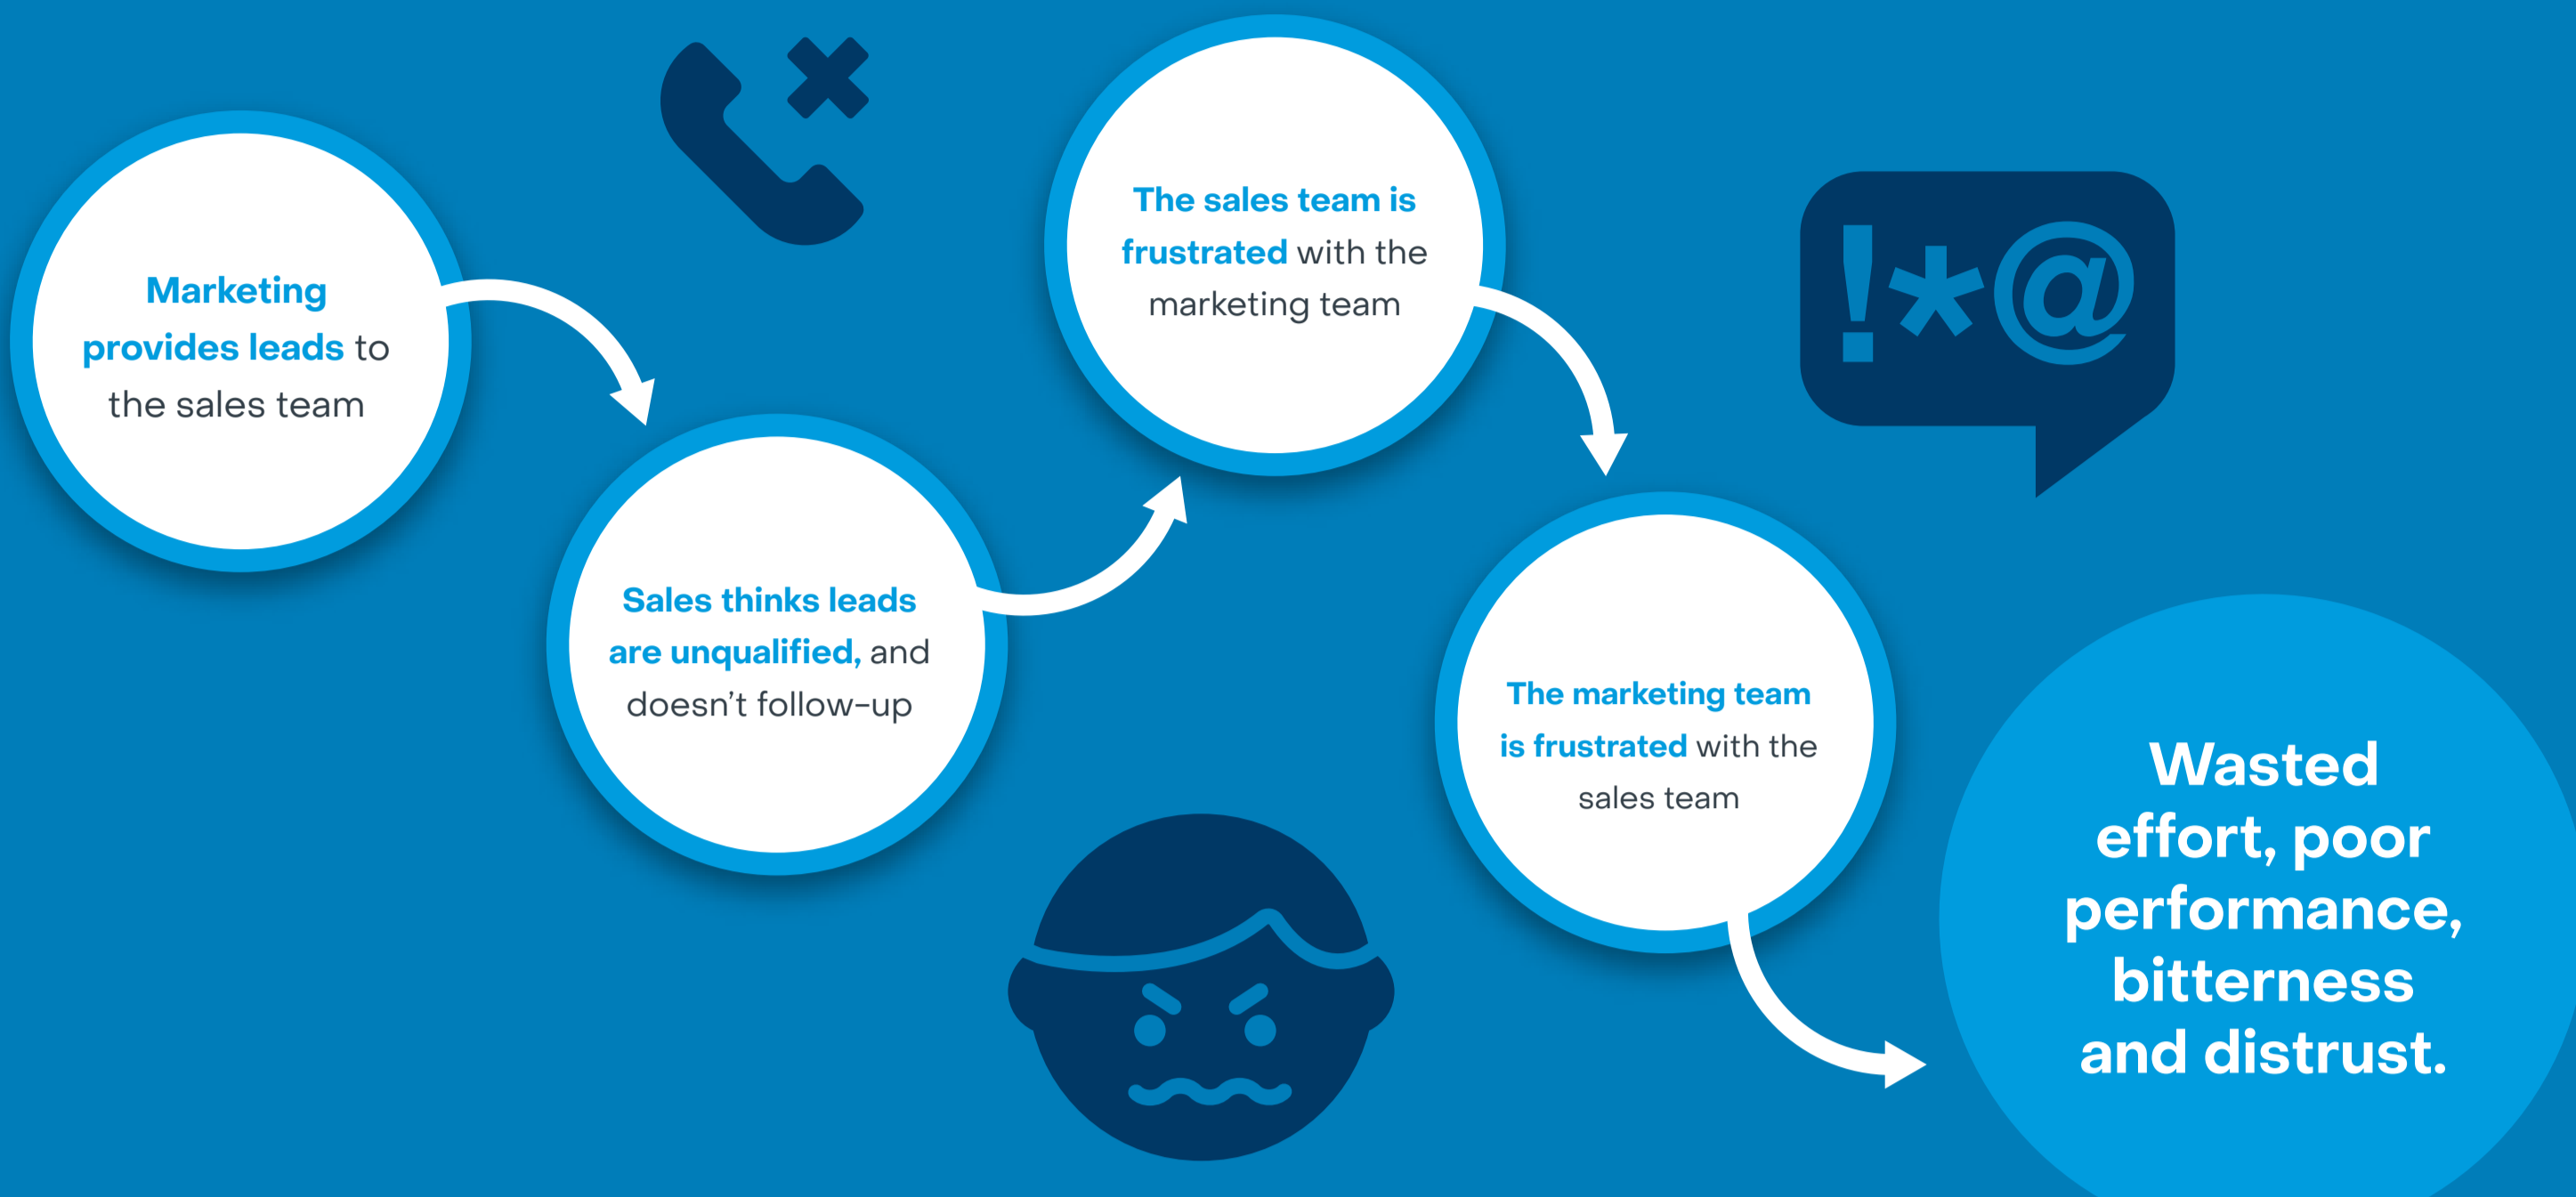 Marketing
provides leads to
the sales team
Sales thinks leads
are unqualified, and
doesn't follow-up
The sales team is
frustrated with the
marketing team
!*@
The marketing team
is frustrated with the
sales team
Wasted
effort, poor
performance,
bitterness
and distrust.